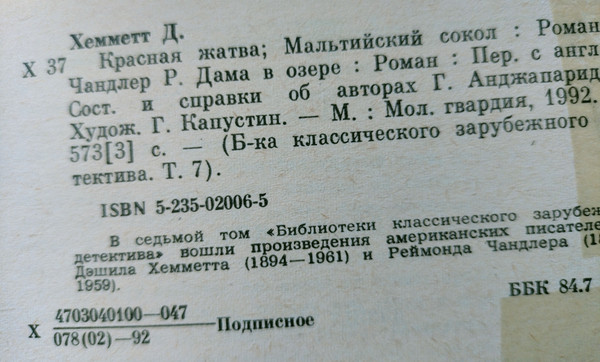 Хемметт Д.
X 37 Красная жатва; Мальтийский сокол : Роман
Чандлер Р. Дама в озере : Роман : Пер. с англ
Сост. и справки об авторах Г. Анджапарид
Худож. Г. Капустин. — М. : Мол. гвардия, 1992.
573[3] с. — (Б-ка классического зарубежного
тектива. Т. 7).
ISBN 5-235-02006-5
В седьмой том «Библиотеки классического зарубеж
детектива» вошли произведения американских писателе
Дэшила Хемметта (1894—1961) и Реймонда Чандлера (18
1959).
ББК 84.7
X 4703040100—047
078(02)—92 —Подписное